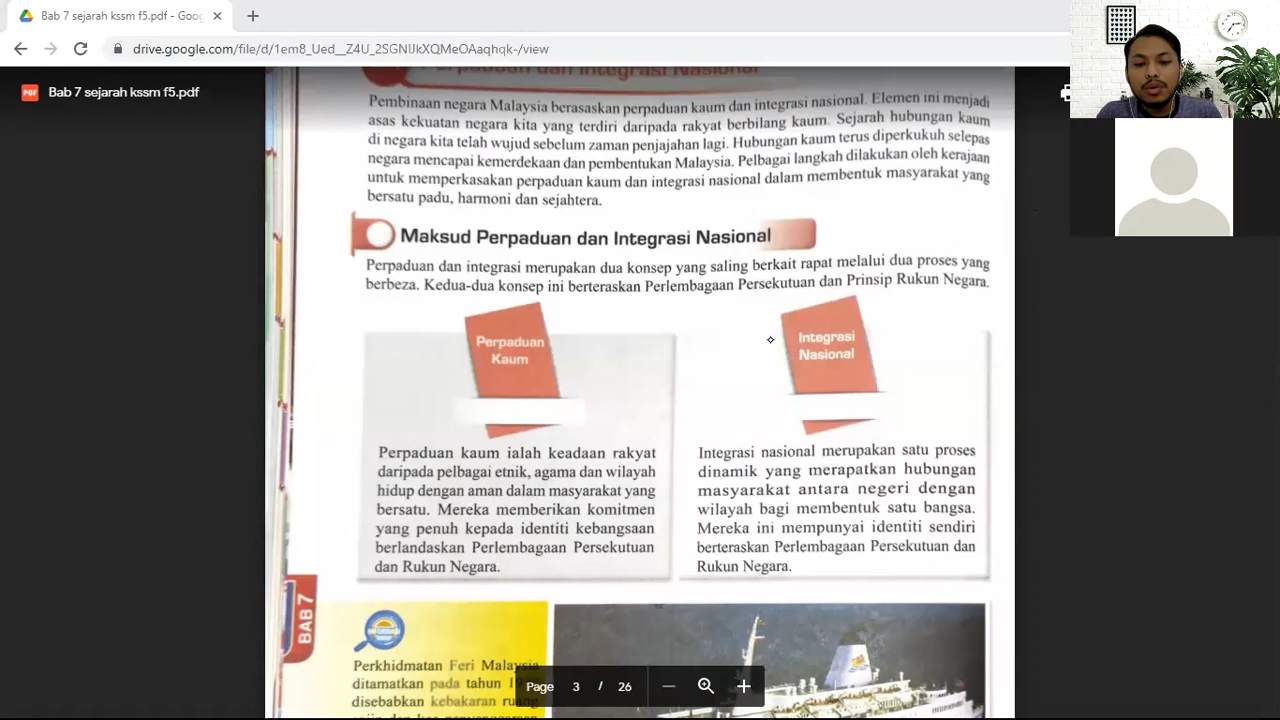 Bab 7 sejarah kssm f5.pdf - Goo
drive.google.com/file/d/1em8_Ued__Z4U_2SGNlJkXQMeOAaqhqk-/view
PDF
Bab 7 sejarah kssm f5.pdf
Perpaduan dan Integrasi Nasional
Pembinaan negara Malaysia berasaskan perpaduan kaum dan integrasi nasional. Elemen ini menjadi
asas kekuatan negara kita yang terdiri daripada rakyat berbilang kaum. Sejarah hubungan kaum
di negara kita telah wujud sebelum zaman penjajahan lagi. Hubungan kaum terus diperkukuh selepas
negara mencapai kemerdekaan dan pembentukan Malaysia. Pelbagai langkah dilakukan oleh kerajaan
untuk memperkasakan perpaduan kaum dan integrasi nasional dalam membentuk masyarakat yang
bersatu padu, harmoni dan sejahtera.
Maksud Perpaduan dan Integrasi Nasional
Perpaduan dan integrasi merupakan dua konsep yang saling berkait rapat melalui dua proses yang
berbeza. Kedua-dua konsep ini berteraskan Perlembagaan Persekutuan dan Prinsip Rukun Negara.
Perpaduan
Kaum
Perpaduan kaum ialah keadaan rakyat
daripada pelbagai etnik, agama dan wilayah
hidup dengan aman dalam masyarakat yang
bersatu. Mereka memberikan komitmen
yang penuh kepada identiti kebangsaan
berlandaskan Perlembagaan Persekutuan
dan Rukun Negara.
Integrasi
Nasional
Integrasi nasional merupakan satu proses
dinamik yang merapatkan hubungan
masyarakat antara negeri dengan
wilayah bagi membentuk satu bangsa.
Mereka ini mempunyai identiti sendiri
berteraskan Perlembagaan Persekutuan dan
Rukun Negara.
BAB 7
Perkhidmatan Feri Malaysia
ditamatkan pada tahun
disebabkan kebakaran
Page 3 / 26